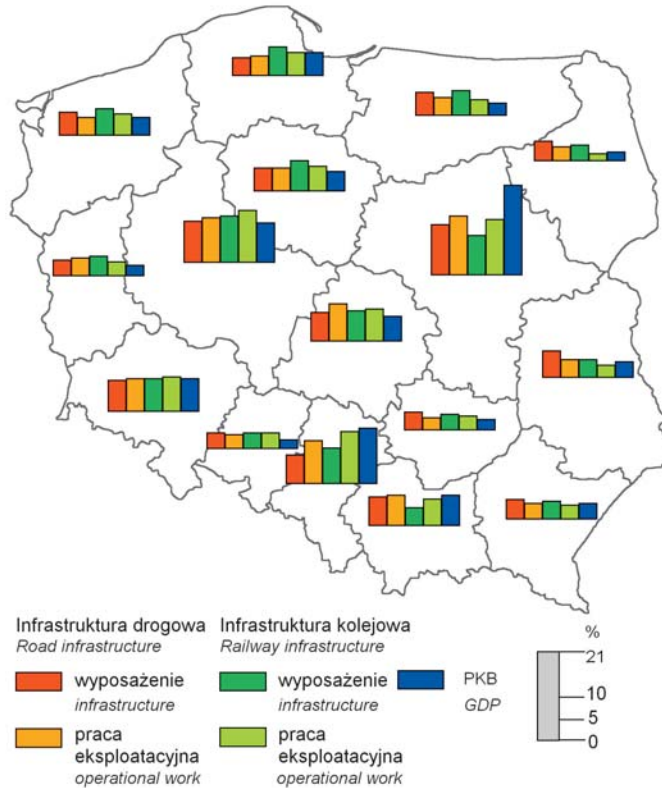 Infrastruktura drogowa
Road infrastructure
wyposażenie
infrastructure
praca
eksploatacyjna
operational work
Infrastruktura kolejowa
Railway infrastructure
wyposażenie
infrastructure
praca
eksploatacyjna
operational work
PKB
GDP
%
21
10
5
0